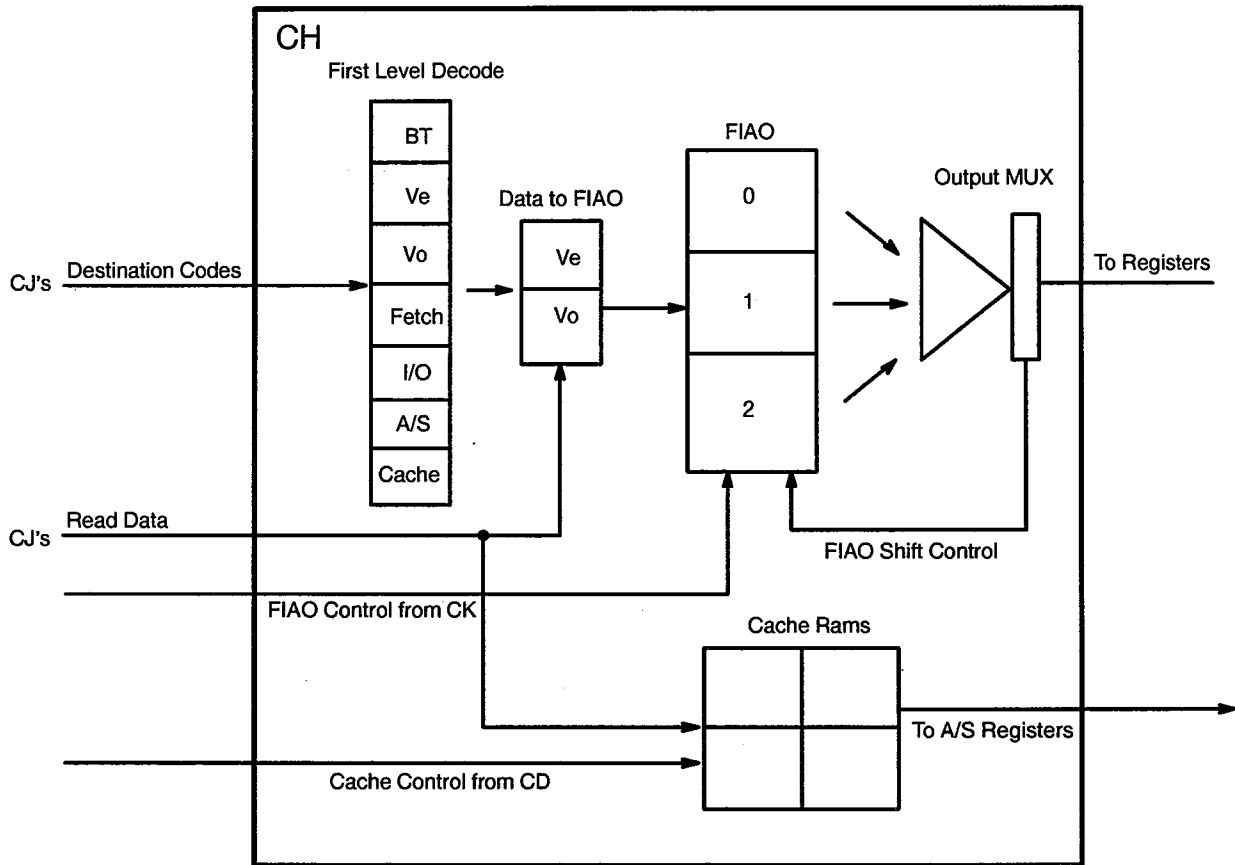 CH
First Level Decode
BT
Ve
Vo
Fetch
I/O
A/S
Cache
Data to FIAO
Ve
Vo
FIAO
0
1
2
Output MUX
To Registers
CJ's
Destination Codes
CJ's
Read Data
FIAO Shift Control
FIAO Control from CK
Cache Rams
To A/S Registers
Cache Control from CD